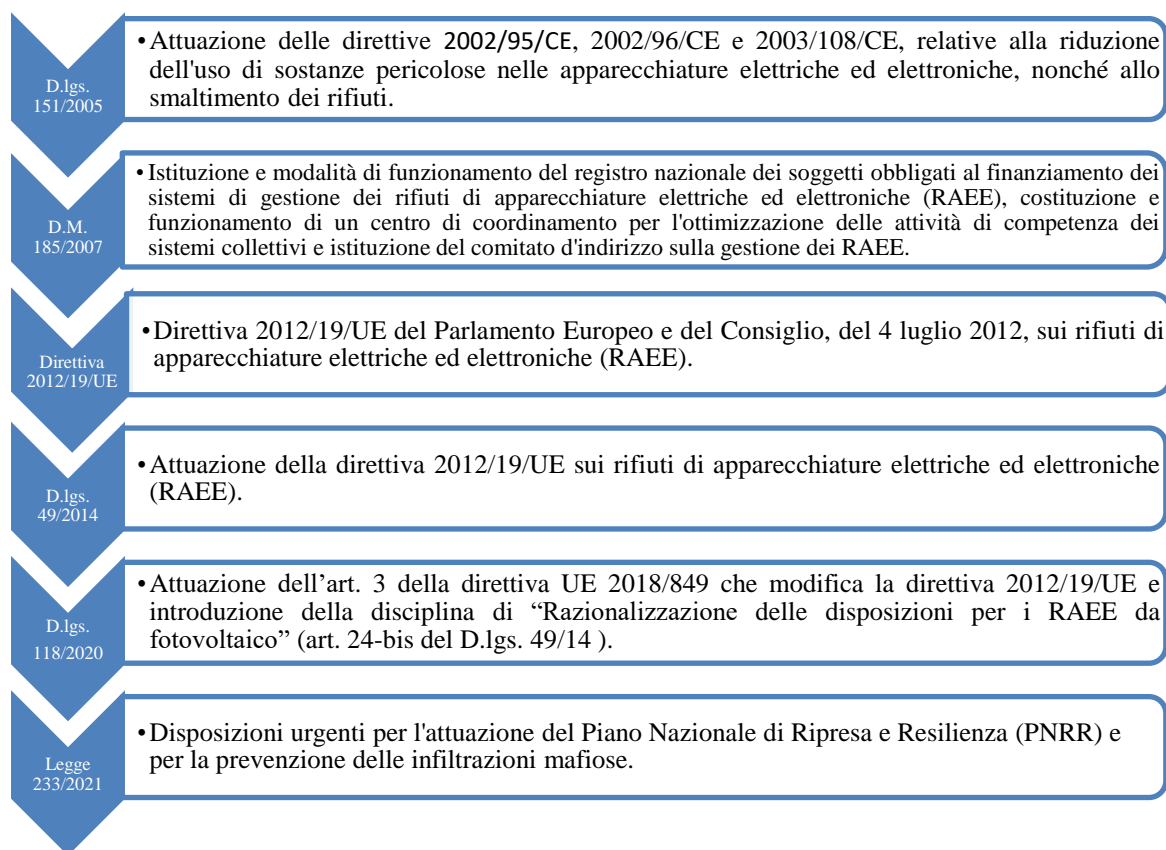 D.lgs.
151/2005
•Attuazione delle direttive 2002/95/CE, 2002/96/CE e 2003/108/CE, relative alla riduzione
dell'uso di sostanze pericolose nelle apparecchiature elettriche ed elettroniche, nonché allo
smaltimento dei rifiuti.
D.M.
185/2007
•Istituzione e modalità di funzionamento del registro nazionale dei soggetti obbligati al finanziamento dei
sistemi di gestione dei rifiuti di apparecchiature elettriche ed elettroniche (RAEE), costituzione e
funzionamento di un centro di coordinamento per l'ottimizzazione delle attività di competenza dei
sistemi collettivi e istituzione del comitato d'indirizzo sulla gestione dei RAEE.
Direttiva
2012/19/UE
•Direttiva 2012/19/UE del Parlamento Europeo e del Consiglio, del 4 luglio 2012, sui rifiuti di
apparecchiature elettriche ed elettroniche (RAEE).
D.lgs.
49/2014
•Attuazione della direttiva 2012/19/UE sui rifiuti di apparecchiature elettriche ed elettroniche
(RAEE).
D.lgs.
118/2020
•Attuazione dell’art. 3 della direttiva UE 2018/849 che modifica la direttiva 2012/19/UE e
introduzione della disciplina di “Razionalizzazione delle disposizioni per i RAEE da
fotovoltaico” (art. 24-bis del D.lgs. 49/14 ).
Legge
233/2021
•Disposizioni urgenti per l'attuazione del Piano Nazionale di Ripresa e Resilienza (PNRR) e
per la prevenzione delle infiltrazioni mafiose.